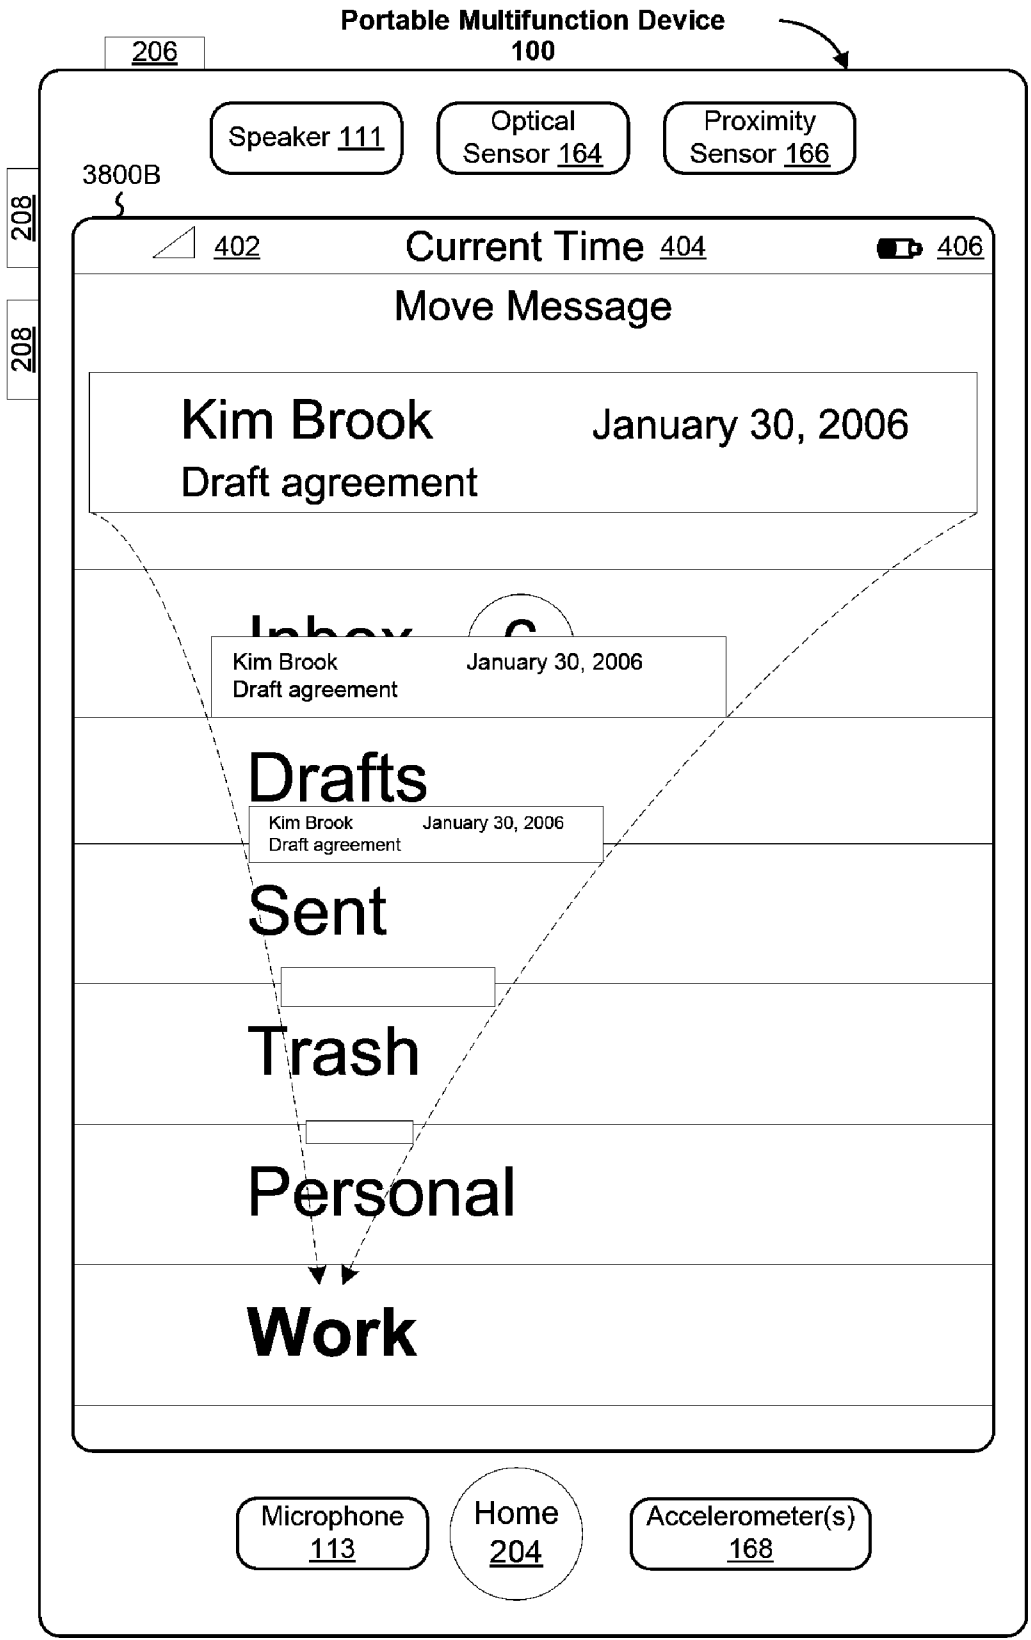 Portable Multifunction Device
100
206
Speaker 111
Optical
Sensor 164
Proximity
Sensor 166
3800B
208
208
402
Current Time 404
406
Move Message
Kim Brook
January 30, 2006
Draft agreement
Inbox
Kim Brook
January 30, 2006
Draft agreement
Drafts
Kim Brook
January 30, 2006
Draft agreement
Sent
Trash
Personal
Work
Microphone
113
Home
204
Accelerometer(s)
168